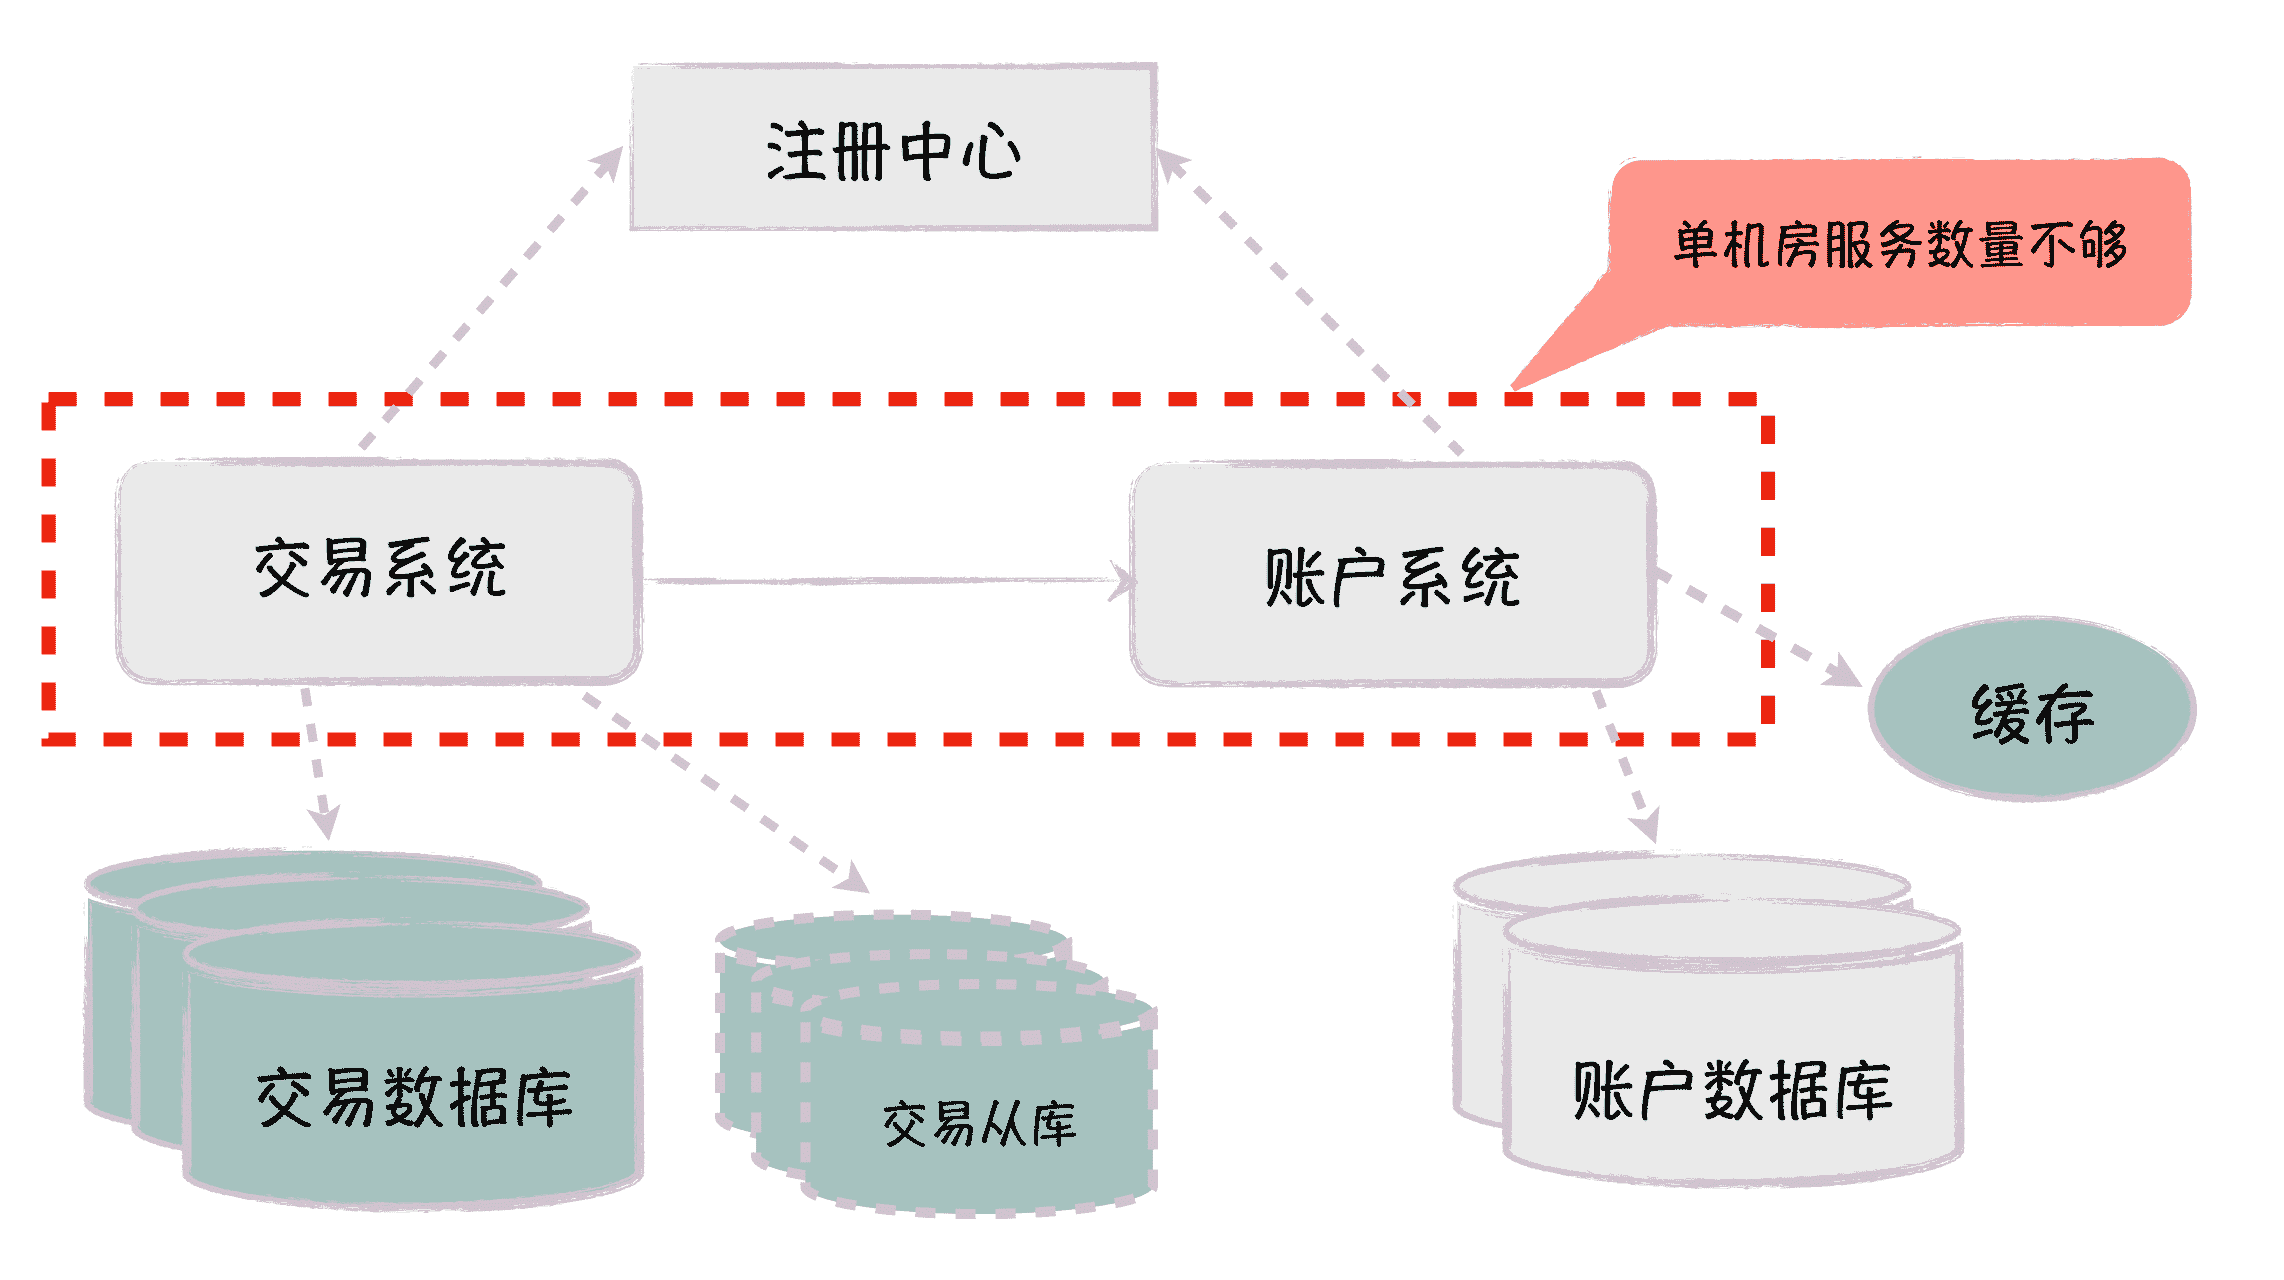 注册中心
单机房服务数量不够
交易系统
账户系统
缓存
交易数据库
交易从库
账户数据库